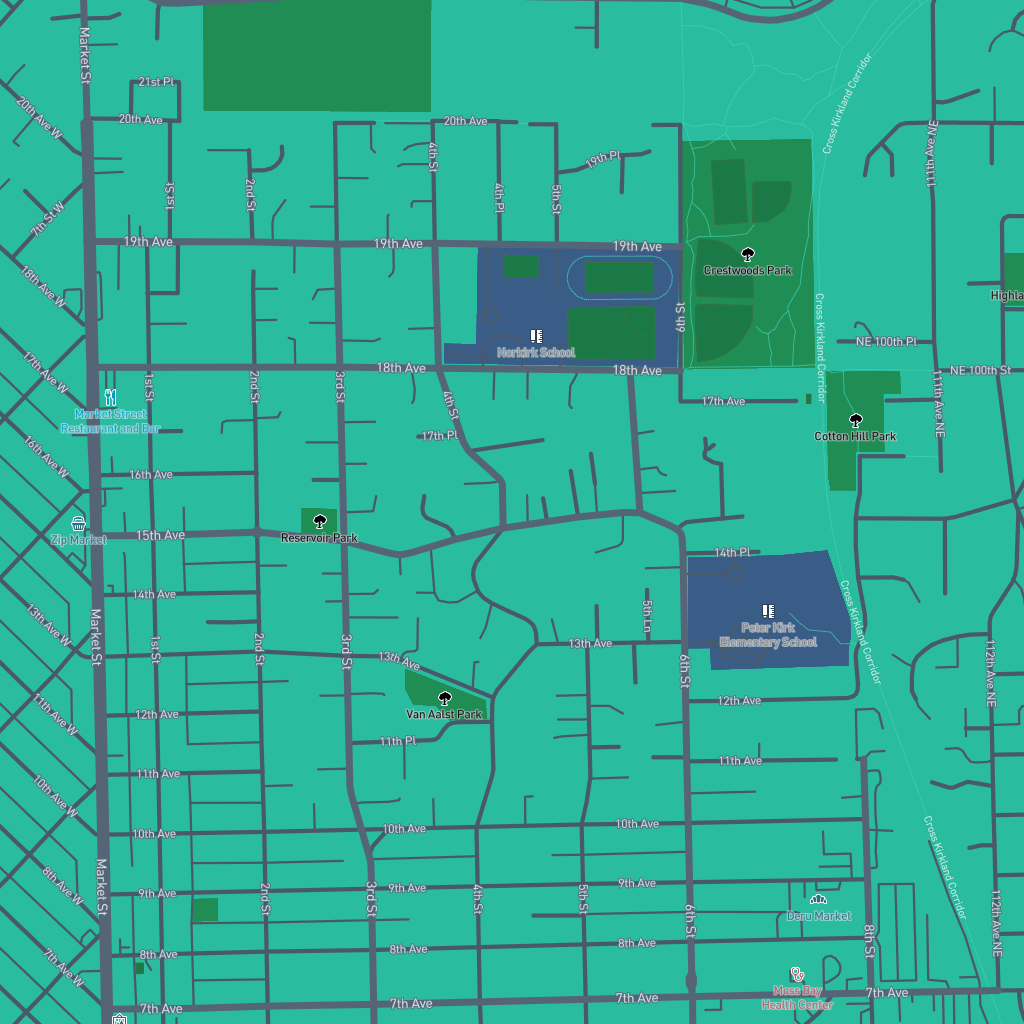 Market St
21st Pl
20th Ave W
20th Ave
20th Ave
Cross Kirkland Corridor
4th St
19th Pl
111th Ave NE
1st St
2nd St
4th Pl
5th St
7th St W
19th Ave
19th Ave
19th Ave
Crestwoods Park
18th Ave W
Highla
6th St
Cross Kirkland Corridor
Norkirk School
NE 100th Pl
17th Ave W
18th Ave
18th Ave
NE 100th St
1st St
2nd St
3rd St
4th St
17th Ave
111th Ave NE
Market Street
Restaurant and Bar
17th Pl
Cotton Hill Park
16th Ave W
16th Ave
Zip Market
15th Ave
Reservoir Park
14th Pl
14th Ave
13th Ave W
Market St
1st St
2nd St
3rd St
5th Ln
Peter Kirk
Elementary School
Cross Kirkland Corridor
13th Ave
13th Ave
6th St
112th Ave NE
11th Ave W
12th Ave
Van Aalst Park
12th Ave
11th Pl
11th Ave
11th Ave
10th Ave W
10th Ave
10th Ave
10th Ave
Cross Kirkland Corridor
8th Ave W
Market St
9th Ave
2nd St
3rd St
9th Ave
4th St
5th St
9th Ave
6th St
Deru Market
8th St
112th Ave NE
7th Ave W
8th Ave
8th Ave
8th Ave
Moss Bay
Health Center
7th Ave
7th Ave
7th Ave
7th Ave